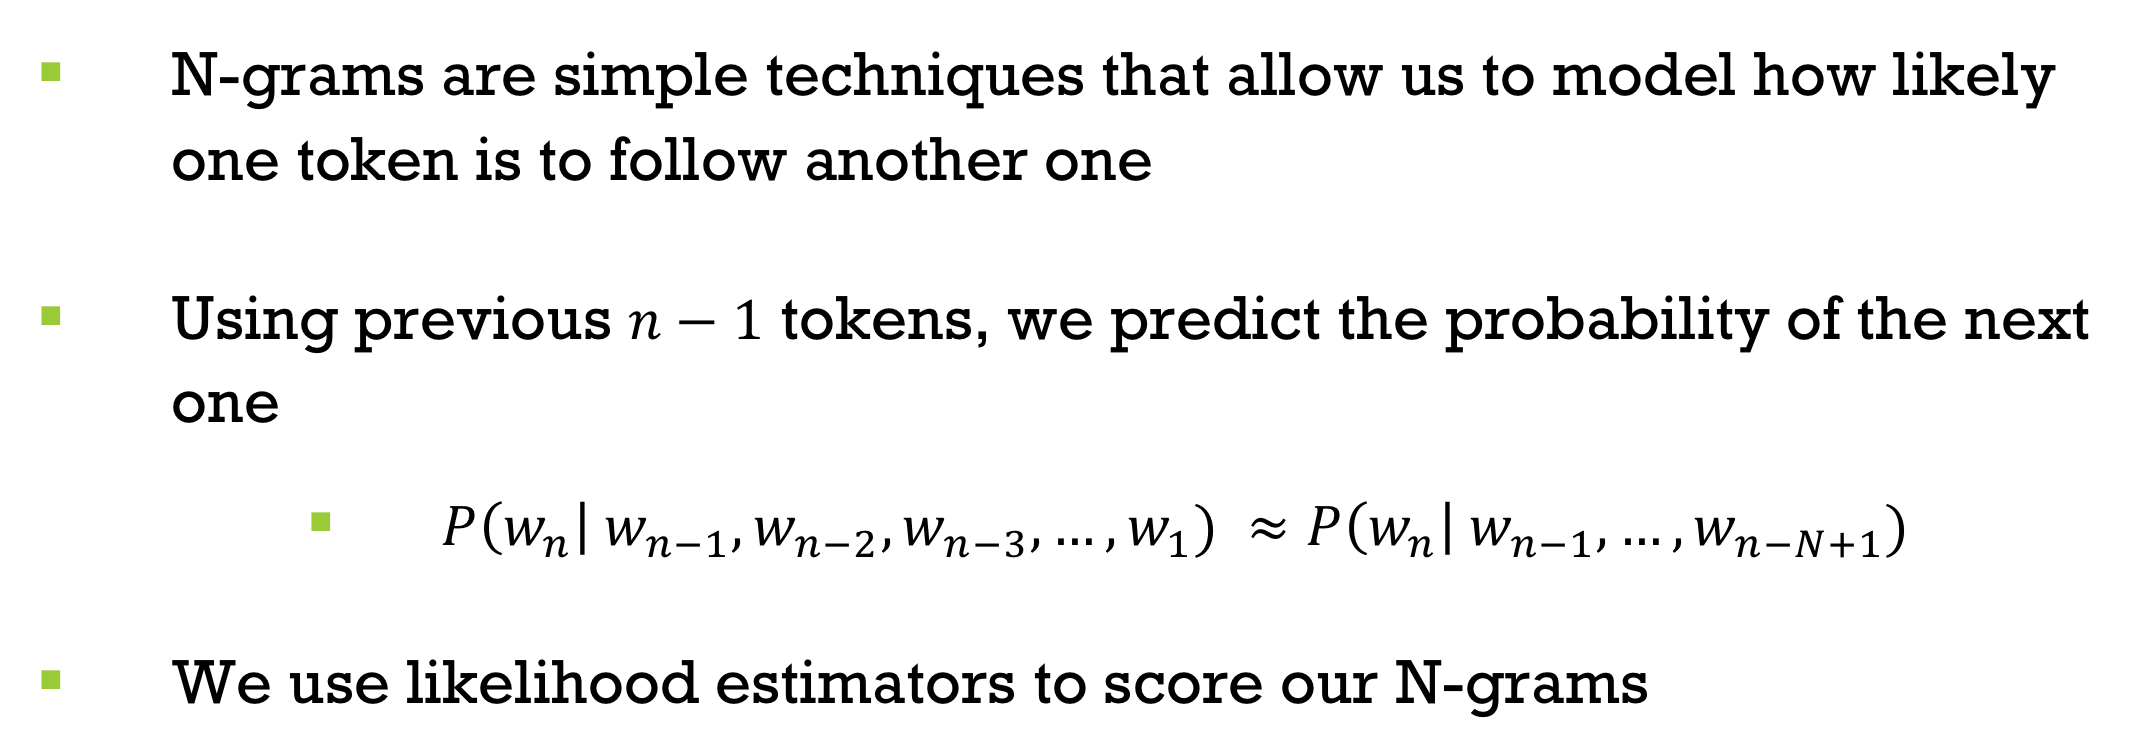 ▪ N-grams are simple techniques that allow us to model how likely
one token is to follow another one
▪ Using previous n − 1 tokens, we predict the probability of the next
one
▪ P(wₙ| wₙ₋₁, wₙ₋₂, wₙ₋₃, … , w₁) ≈ P(wₙ| wₙ₋₁, … , w_{n−N+1})
▪ We use likelihood estimators to score our N-grams